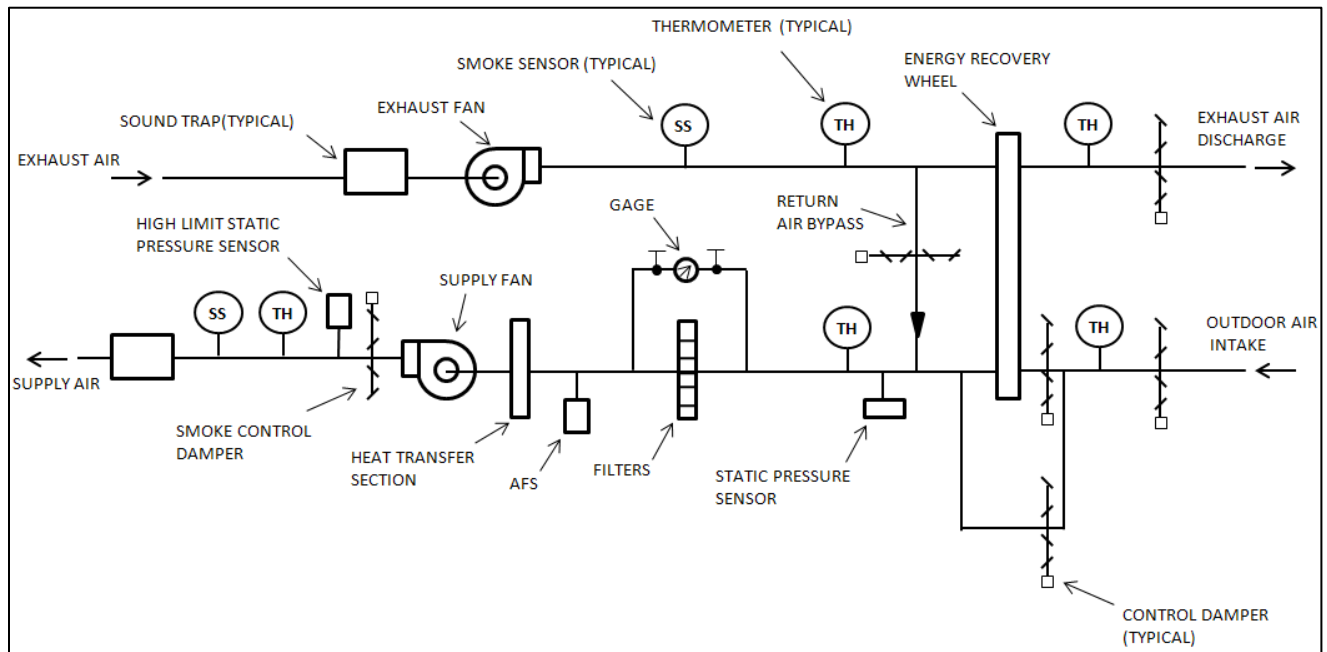 THERMOMETER (TYPICAL)
SMOKE SENSOR (TYPICAL)
ENERGY RECOVERY
WHEEL
EXHAUST FAN
SOUND TRAP(TYPICAL)
SS
TH
TH
EXHAUST AIR
DISCHARGE
EXHAUST AIR
HIGH LIMIT STATIC
PRESSURE SENSOR
GAGE
RETURN
AIR BYPASS
SUPPLY FAN
SS
TH
TH
TH
OUTDOOR AIR
INTAKE
SUPPLY AIR
SMOKE CONTROL
DAMPER
HEAT TRANSFER
SECTION
AFS
FILTERS
STATIC PRESSURE
SENSOR
CONTROL DAMPER
(TYPICAL)